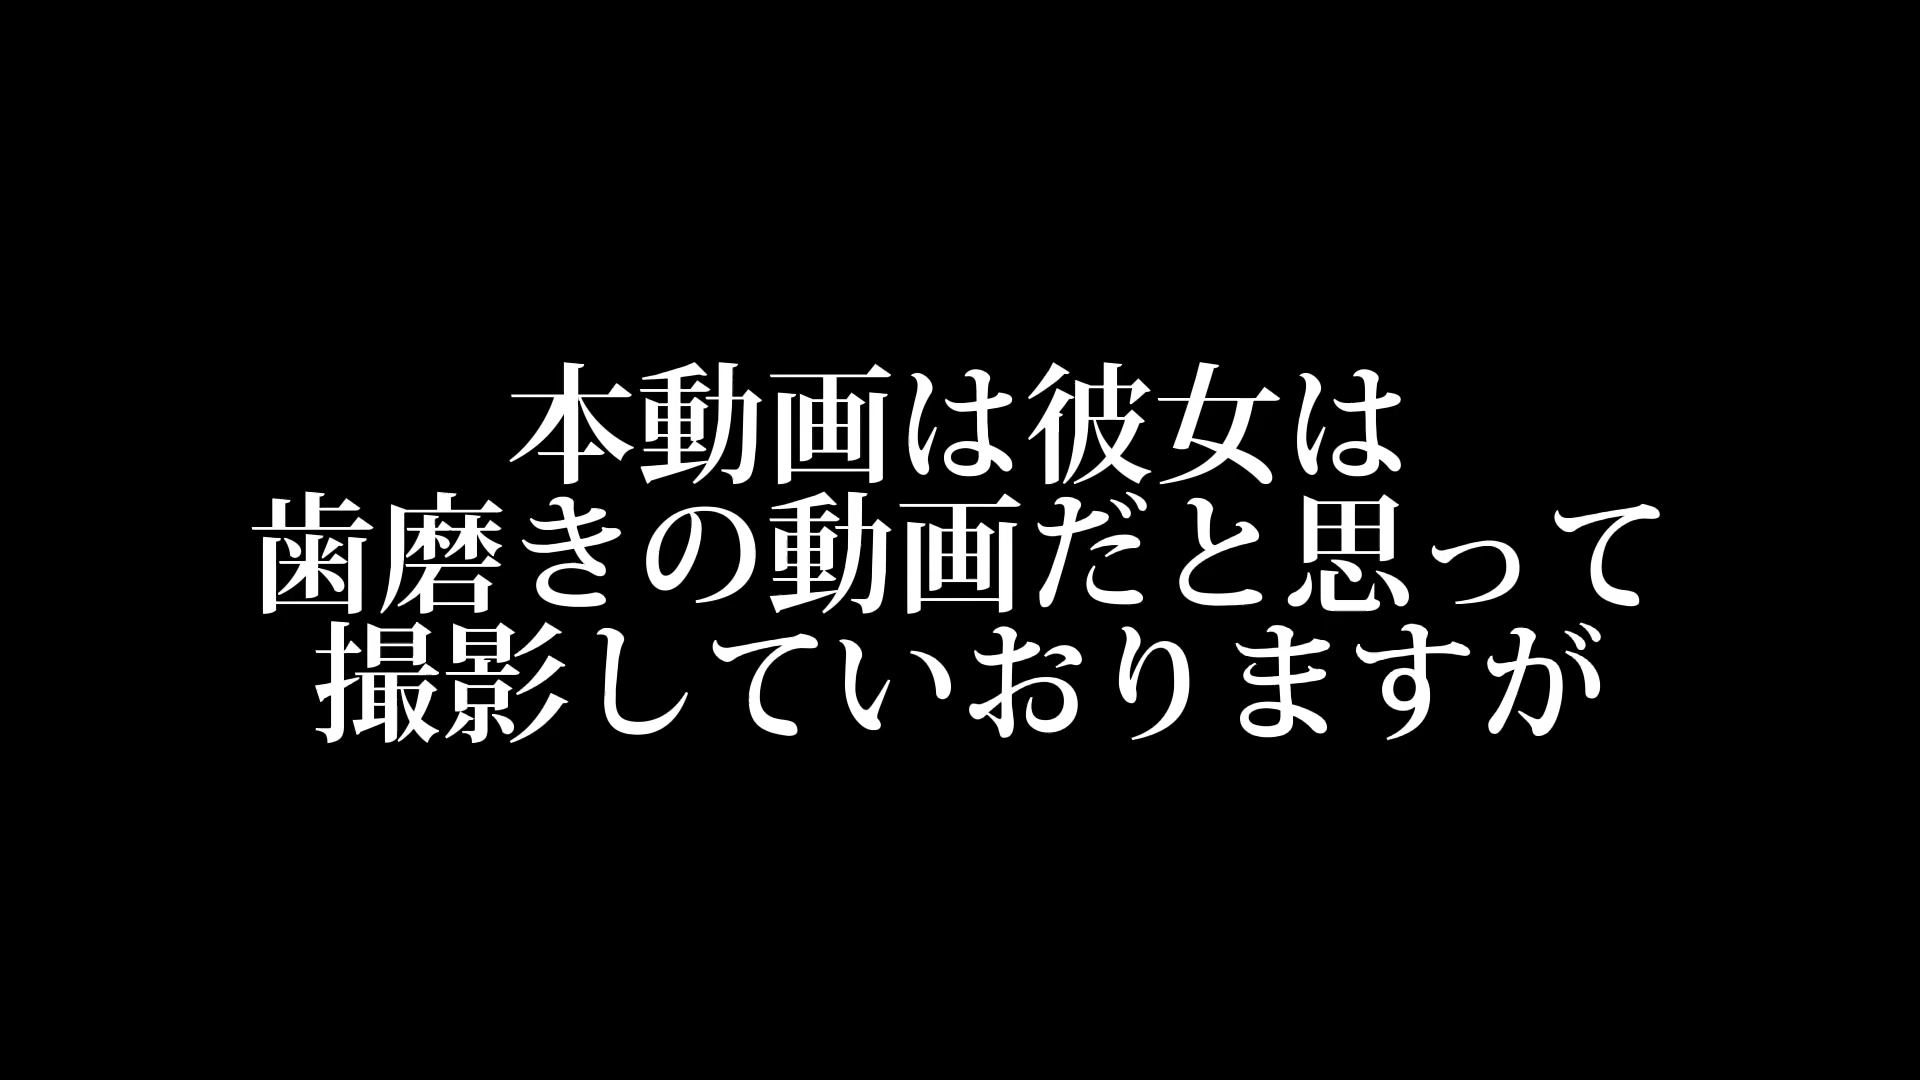 本動画は彼女は
歯磨きの動画だと思って
撮影していおりますが